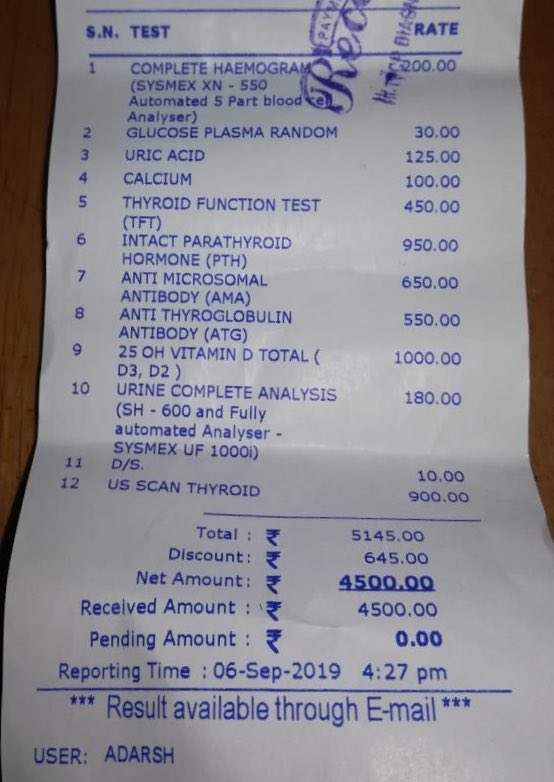 S.N. TEST RATE
1 COMPLETE HAEMOGRAM 200.00
(SYSMEX XN - 550
Automated 5 Part blood cell
Analyser)
2 GLUCOSE PLASMA RANDOM 30.00
3 URIC ACID 125.00
4 CALCIUM 100.00
5 THYROID FUNCTION TEST 450.00
(TFT)
6 INTACT PARATHYROID 950.00
HORMONE (PTH)
7 ANTI MICROSOMAL 650.00
ANTIBODY (AMA)
8 ANTI THYROGLOBULIN 550.00
ANTIBODY (ATG)
9 25 OH VITAMIN D TOTAL ( 1000.00
D3, D2 )
10 URINE COMPLETE ANALYSIS 180.00
(SH - 600 and Fully
automated Analyser -
SYSMEX UF 1000i)
11 D/S. 10.00
12 US SCAN THYROID 900.00
Total : ₹ 5145.00
Discount: ₹ 645.00
Net Amount: ₹ 4500.00
Received Amount : ₹ 4500.00
Pending Amount : ₹ 0.00
Reporting Time : 06-Sep-2019 4:27 pm
*** Result available through E-mail ***
USER: ADARSH